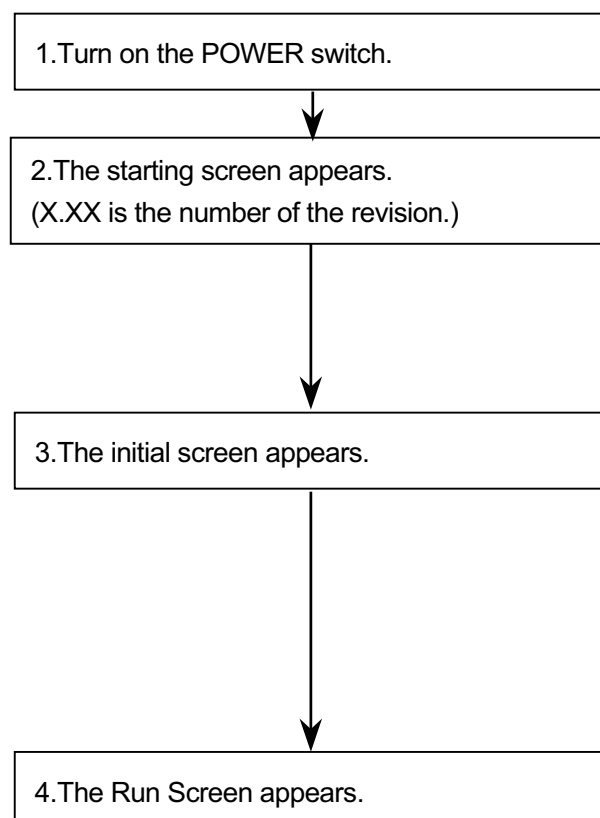 1.Turn on the POWER switch.
2.The starting screen appears.
(X.XX is the number of the revision.)
3.The initial screen appears.
4.The Run Screen appears.